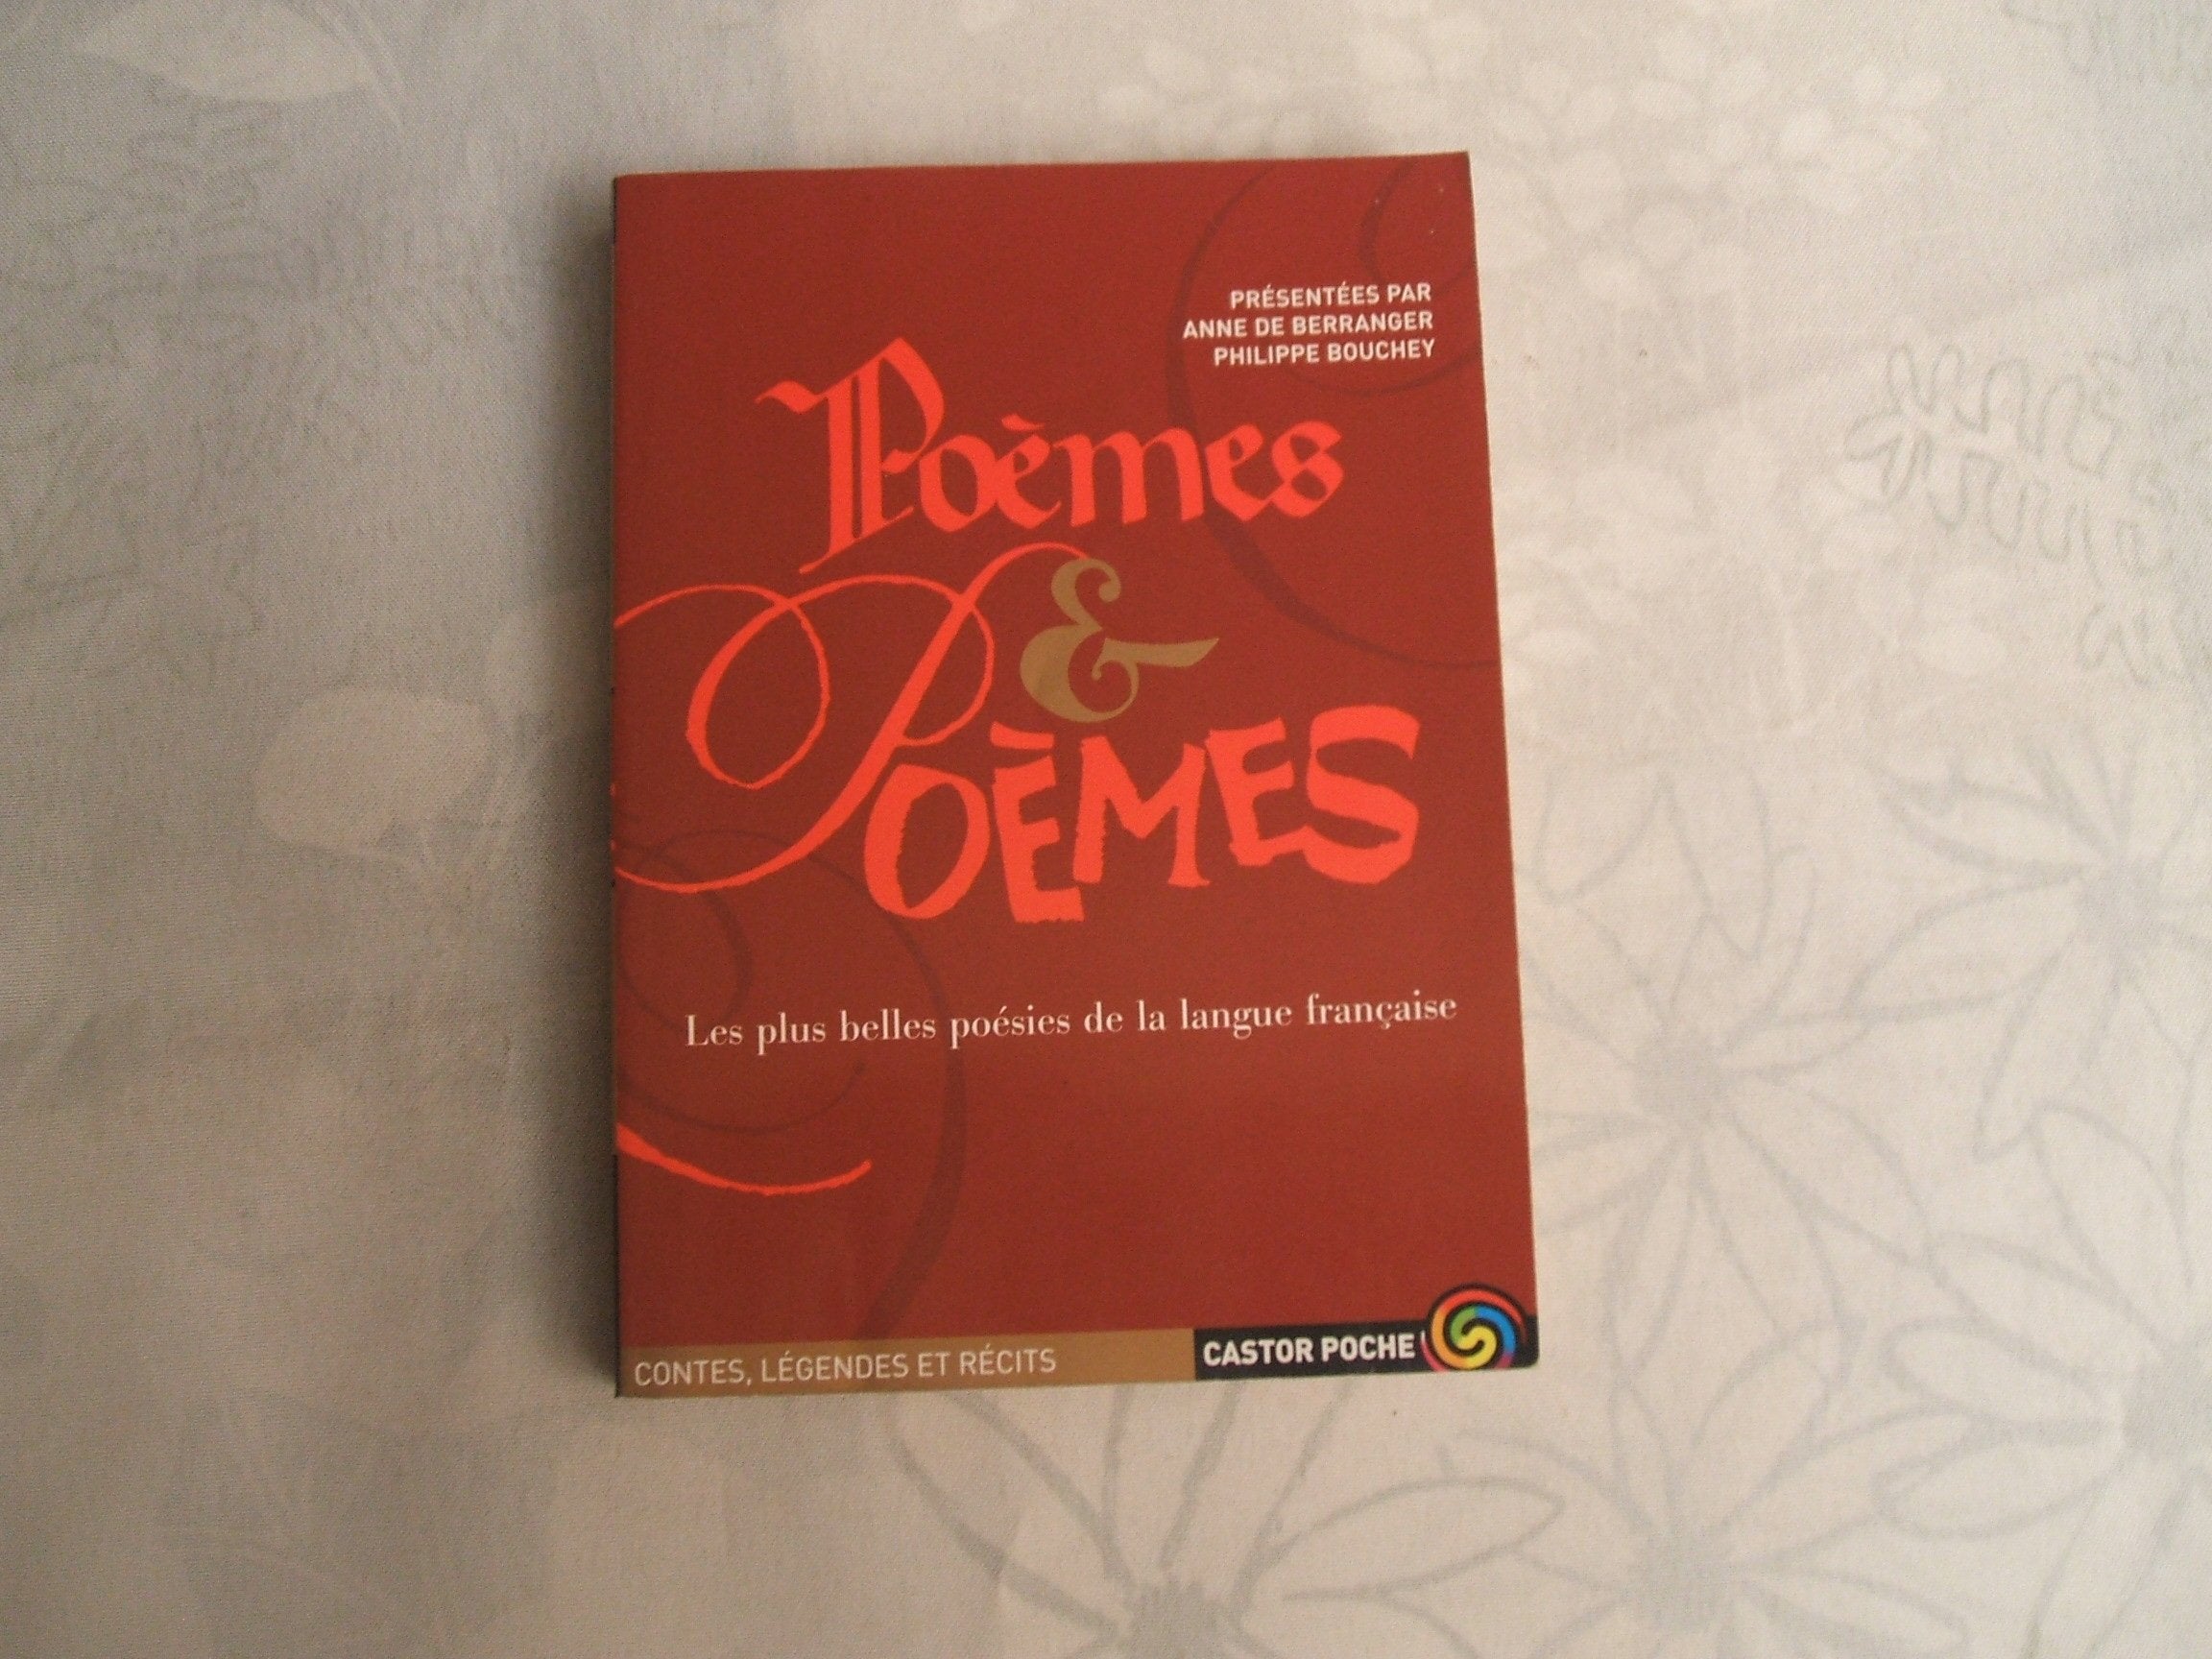 PRÉSENTÉES PAR
ANNE DE BERRANGER
PHILIPPE BOUCHEY
Poèmes
&
POÈMES
Les plus belles poésies de la langue française
CONTES, LÉGENDES ET RÉCITS
CASTOR POCHE